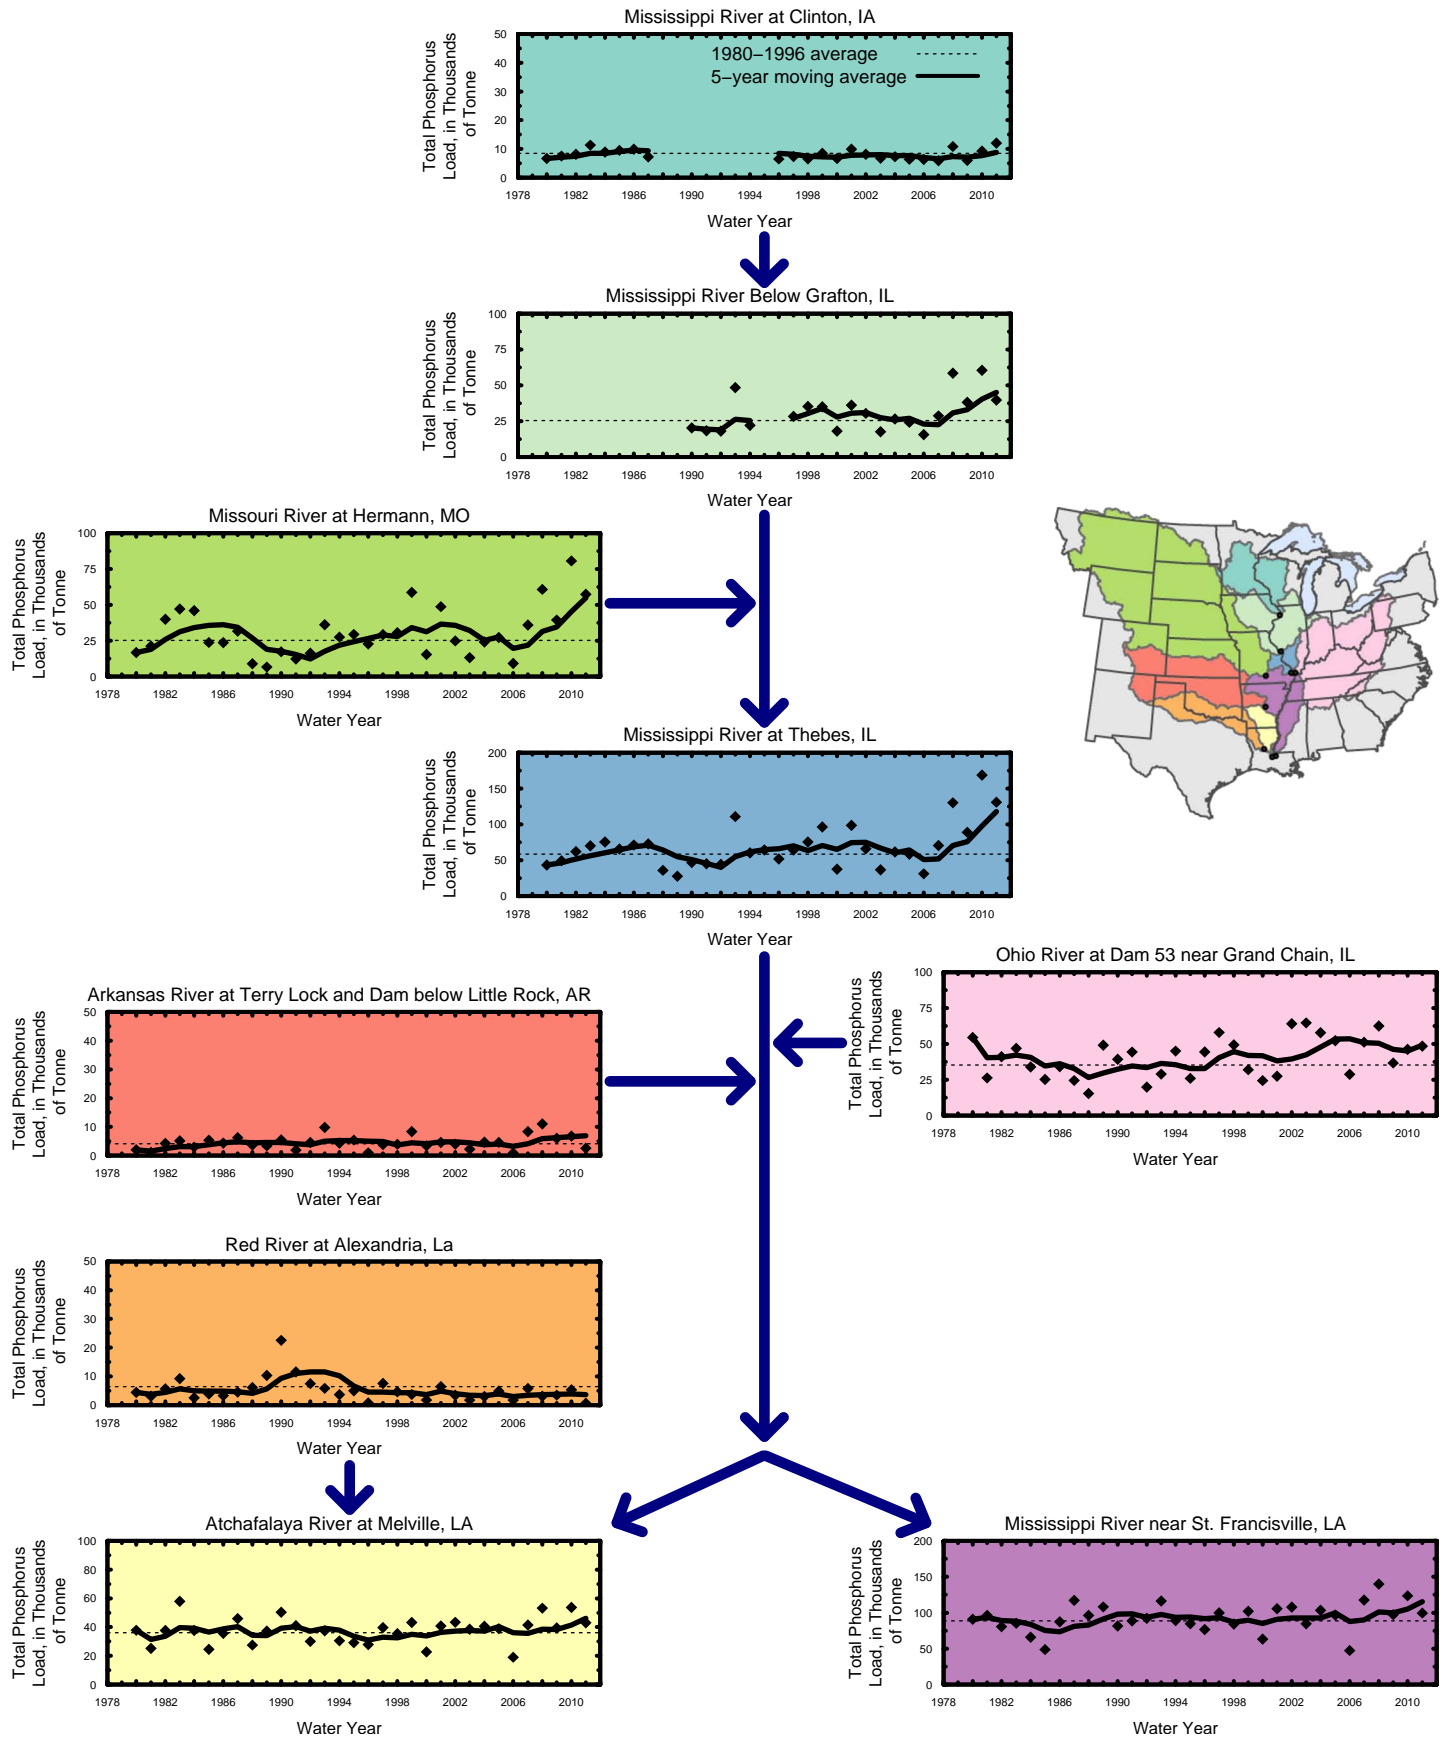 Mississippi River at Clinton, IA
Total Phosphorus
Load, in Thousands
of Tonne
50
40
30
20
10
0
1980−1996 average
5−year moving average
1978 1982 1986 1990 1994 1998 2002 2006 2010
Water Year
Mississippi River Below Grafton, IL
Total Phosphorus
Load, in Thousands
of Tonne
100
75
50
25
0
1978 1982 1986 1990 1994 1998 2002 2006 2010
Water Year
Missouri River at Hermann, MO
Total Phosphorus
Load, in Thousands
of Tonne
100
75
50
25
0
1978 1982 1986 1990 1994 1998 2002 2006 2010
Water Year
Mississippi River at Thebes, IL
Total Phosphorus
Load, in Thousands
of Tonne
200
150
100
50
0
1978 1982 1986 1990 1994 1998 2002 2006 2010
Water Year
Ohio River at Dam 53 near Grand Chain, IL
Total Phosphorus
Load, in Thousands
of Tonne
100
75
50
25
0
1978 1982 1986 1990 1994 1998 2002 2006 2010
Water Year
Arkansas River at Terry Lock and Dam below Little Rock, AR
Total Phosphorus
Load, in Thousands
of Tonne
50
40
30
20
10
0
1978 1982 1986 1990 1994 1998 2002 2006 2010
Water Year
Red River at Alexandria, La
Total Phosphorus
Load, in Thousands
of Tonne
50
40
30
20
10
0
1978 1982 1986 1990 1994 1998 2002 2006 2010
Water Year
Atchafalaya River at Melville, LA
Total Phosphorus
Load, in Thousands
of Tonne
100
80
60
40
20
0
1978 1982 1986 1990 1994 1998 2002 2006 2010
Water Year
Mississippi River near St. Francisville, LA
Total Phosphorus
Load, in Thousands
of Tonne
200
150
100
50
0
1978 1982 1986 1990 1994 1998 2002 2006 2010
Water Year